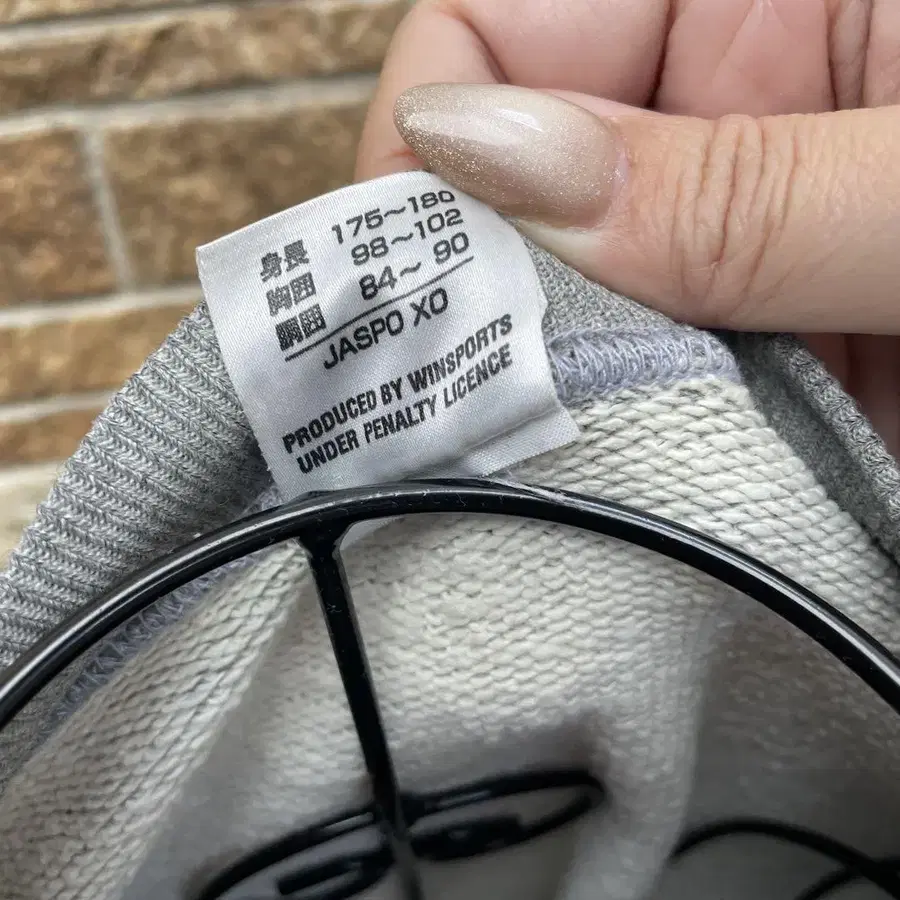 身長 175～180
胸囲 98～102
胴囲 84～ 90
JASPO XO
PRODUCED BY WINSPORTS
UNDER PENALTY LICENCE